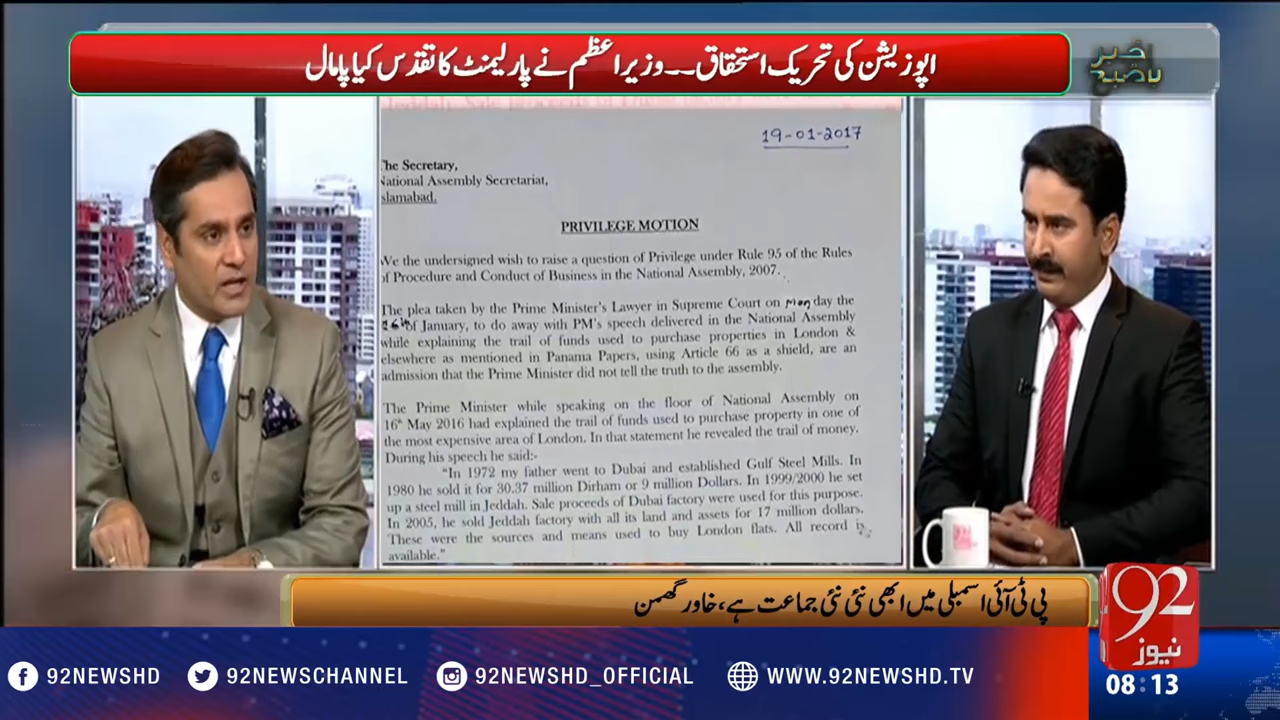 اپوزیشن کی تحریک استحقاق۔۔وزیراعظم نے پارلیمنٹ کا تقدس کیا پامال
19-01-2017
The Secretary,
National Assembly Secretariat,
slamabad.
PRIVILEGE MOTION
We the undersigned wish to raise a question of Privilege under Rule 95 of the Rules
of Procedure and Conduct of Business in the National Assembly, 2007.
The plea taken by the Prime Minister's Lawyer in Supreme Court on Monday the
16th of January, to do away with PM's speech delivered in the National Assembly
while explaining the trail of funds used to purchase properties in London &
elsewhere as mentioned in Panama Papers, using Article 66 as a shield, are an
admission that the Prime Minister did not tell the truth to the assembly.
The Prime Minister while speaking on the floor of National Assembly on
16th May 2016 had explained the trail of funds used to purchase property in one of
the most expensive area of London. In that statement he revealed the trail of money.
During his speech he said:-
"In 1972 my father went to Dubai and established Gulf Steel Mills. In
1980 he sold it for 30.37 million Dirham or 9 million Dollars. In 1999/2000 he set
up a steel mill in Jeddah. Sale proceeds of Dubai factory were used for this purpose.
In 2005, he sold Jeddah factory with all its land and assets for 17 million dollars.
These were the sources and means used to buy London flats. All record is
available."
پی ٹی آئی اسمبلی میں ابھی نئی نئی جماعت ہے، خاور گھمن
92
نیوز
08:13
92NEWSHD
92NEWSCHANNEL
92NEWSHD_OFFICIAL
WWW.92NEWSHD.TV